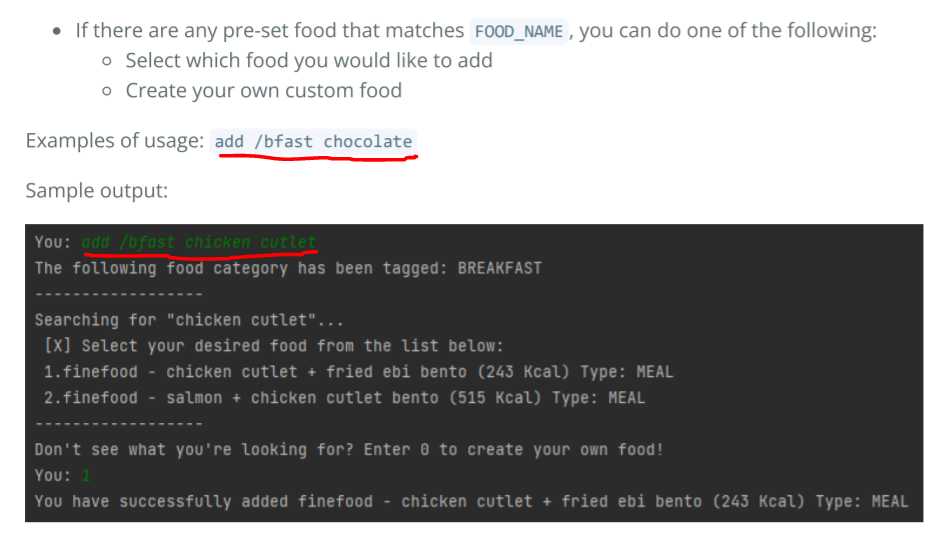 If there are any pre-set food that matches FOOD_NAME, you can do one of the following:
Select which food you would like to add
Create your own custom food
Examples of usage: add /bfast chocolate
Sample output:
You: add /bfast chicken cutlet
The following food category has been tagged: BREAKFAST
------------------
Searching for "chicken cutlet"...
[X] Select your desired food from the list below:
1.finefood - chicken cutlet + fried ebi bento (243 Kcal) Type: MEAL
2.finefood - salmon + chicken cutlet bento (515 Kcal) Type: MEAL
------------------
Don't see what you're looking for? Enter 0 to create your own food!
You: 1
You have successfully added finefood - chicken cutlet + fried ebi bento (243 Kcal) Type: MEAL